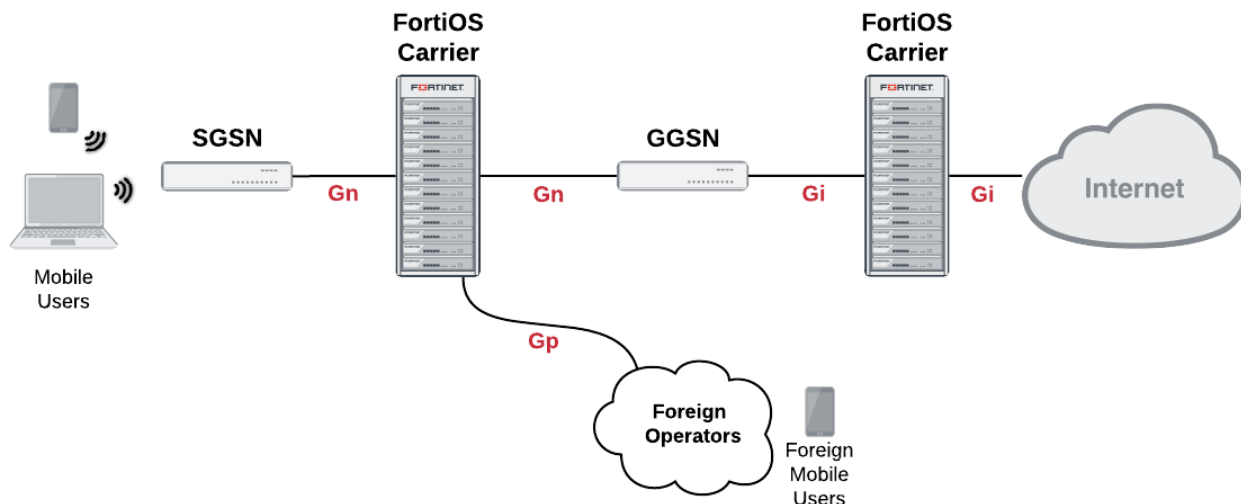 FortiOS
Carrier
FortiOS
Carrier
FORTINET
FORTINET
SGSN
GGSN
Gn
Gn
Gi
Gi
Internet
Mobile
Users
Gp
Foreign
Operators
Foreign
Mobile
Users